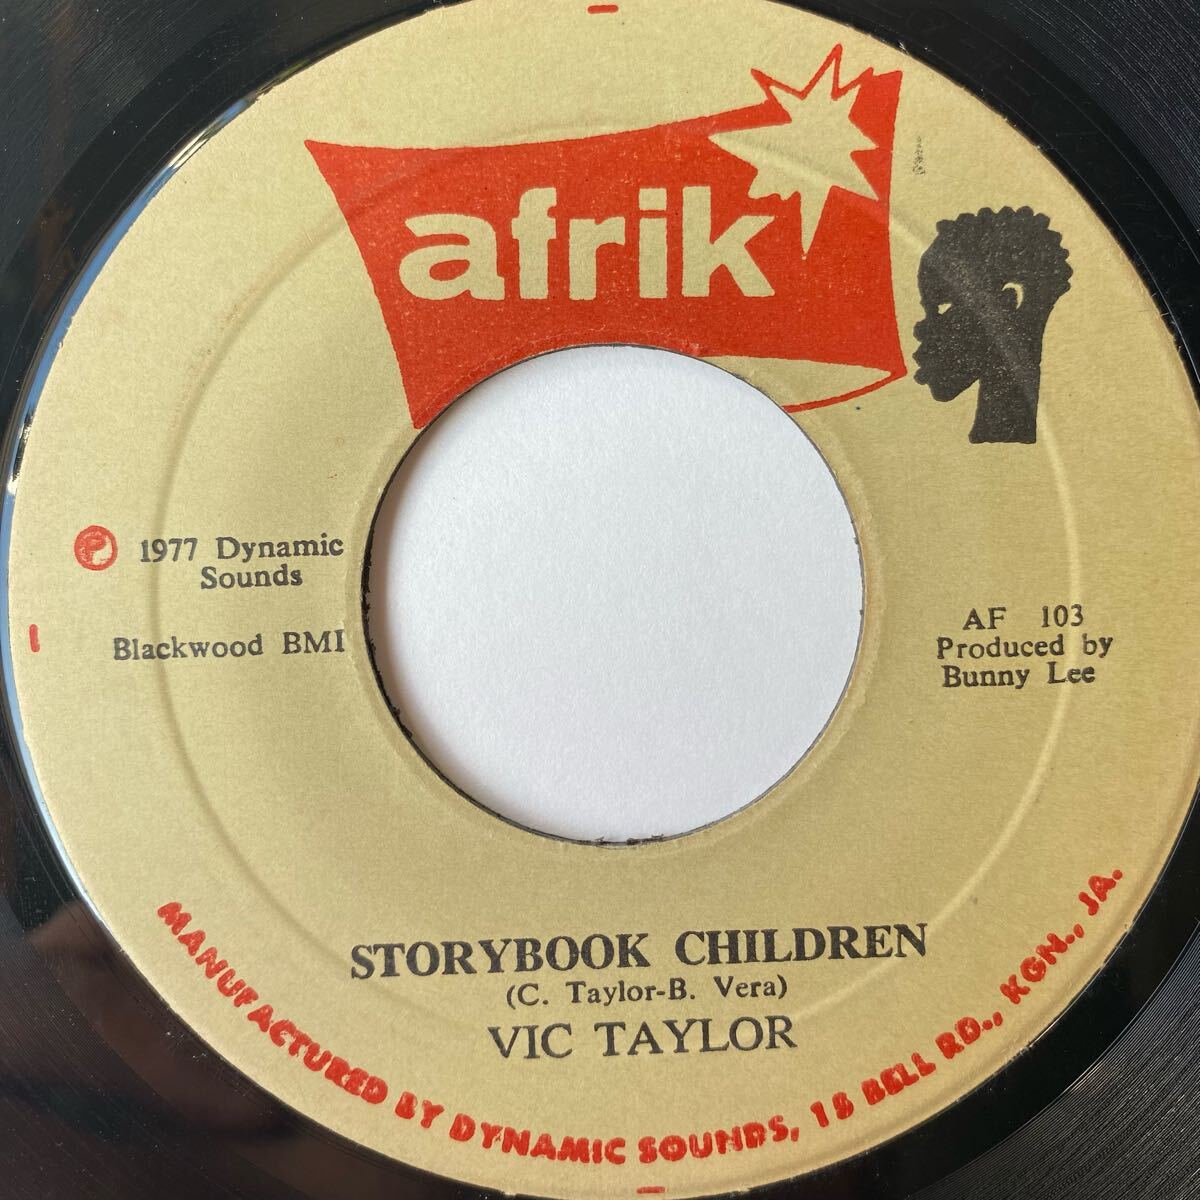 afrik
℗ 1977 Dynamic
Sounds
Blackwood BMI
AF 103
Produced by
Bunny Lee
STORYBOOK CHILDREN
(C. Taylor-B. Vera)
VIC TAYLOR
MANUFACTURED BY DYNAMIC SOUNDS, 15 BELL RD., KGN., JA.